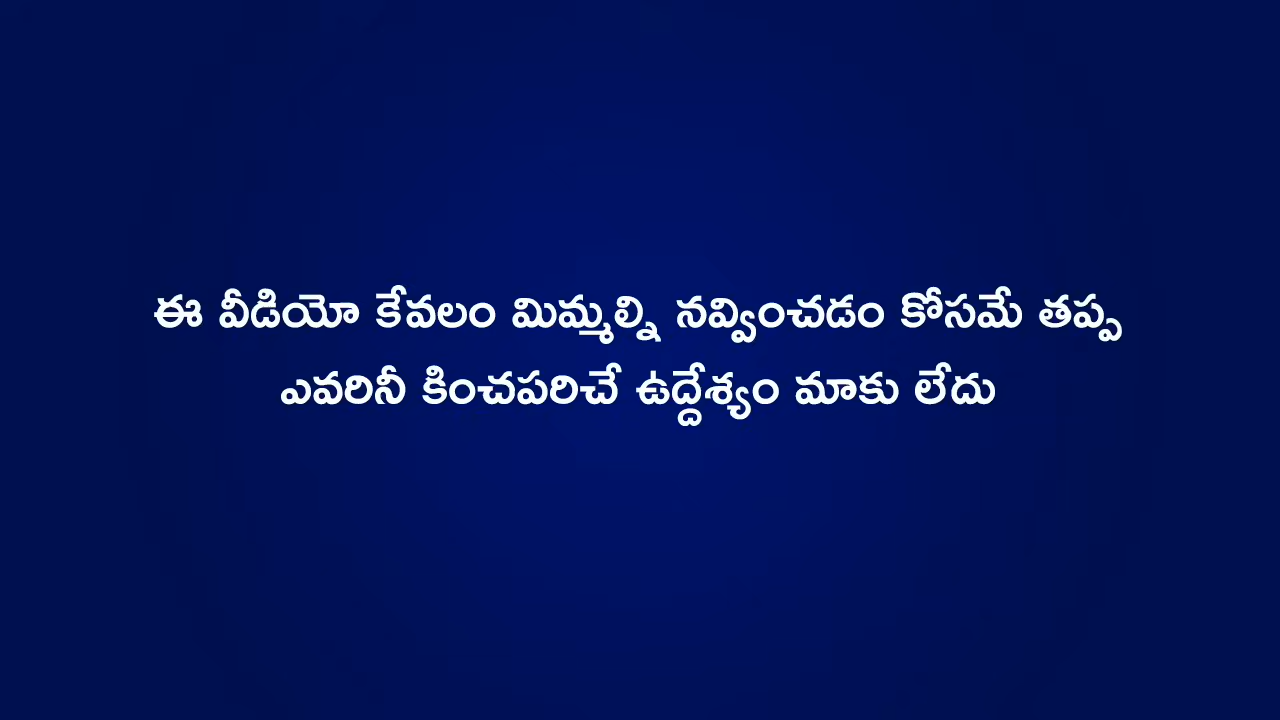 ఈ వీడియో కేవలం మిమ్మల్ని నవ్వించడం కోసమే తప్ప
ఎవరినీ కించపరిచే ఉద్దేశ్యం మాకు లేదు